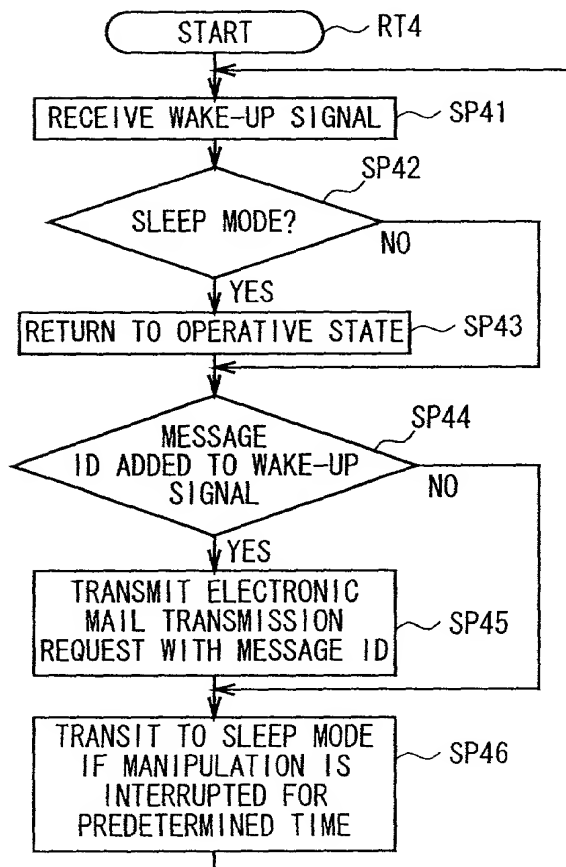 START
RT4
RECEIVE WAKE-UP SIGNAL
SP41
SP42
SLEEP MODE?
NO
YES
RETURN TO OPERATIVE STATE
SP43
SP44
MESSAGE
ID ADDED TO WAKE-UP
SIGNAL
NO
YES
TRANSMIT ELECTRONIC
MAIL TRANSMISSION
REQUEST WITH MESSAGE ID
SP45
TRANSIT TO SLEEP MODE
IF MANIPULATION IS
INTERRUPTED FOR
PREDETERMINED TIME
SP46